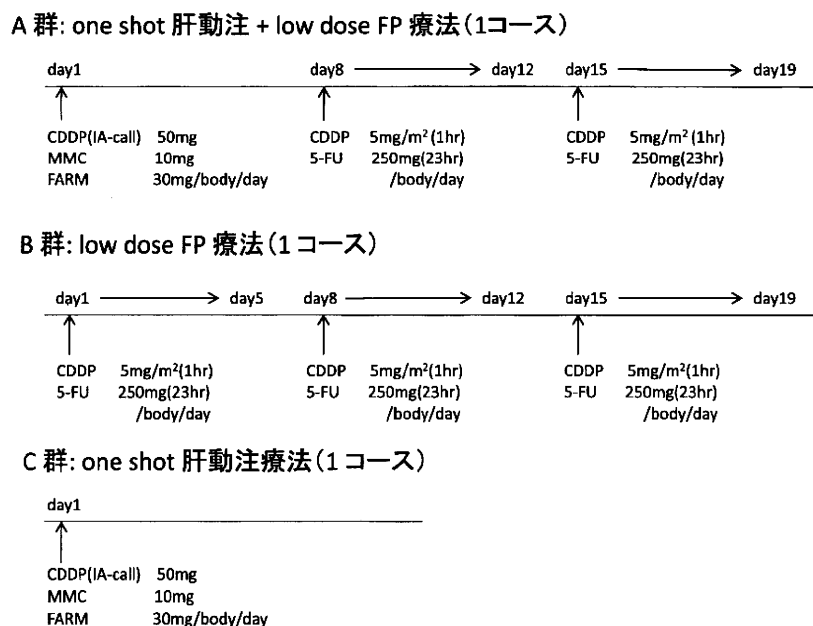 A 群: one shot 肝動注 + low dose FP 療法(1コース)
day1 day8 day12 day15 day19
CDDP(IA-call) 50mg CDDP 5mg/m² (1hr) CDDP 5mg/m² (1hr)
MMC 10mg 5-FU 250mg(23hr) 5-FU 250mg(23hr)
FARM 30mg/body/day /body/day /body/day
B 群: low dose FP 療法(1コース)
day1 day5 day8 day12 day15 day19
CDDP 5mg/m²(1hr) CDDP 5mg/m² (1hr) CDDP 5mg/m²(1hr)
5-FU 250mg(23hr) 5-FU 250mg(23hr) 5-FU 250mg(23hr)
/body/day /body/day /body/day
C 群: one shot 肝動注療法(1コース)
day1
CDDP(IA-call) 50mg
MMC 10mg
FARM 30mg/body/day